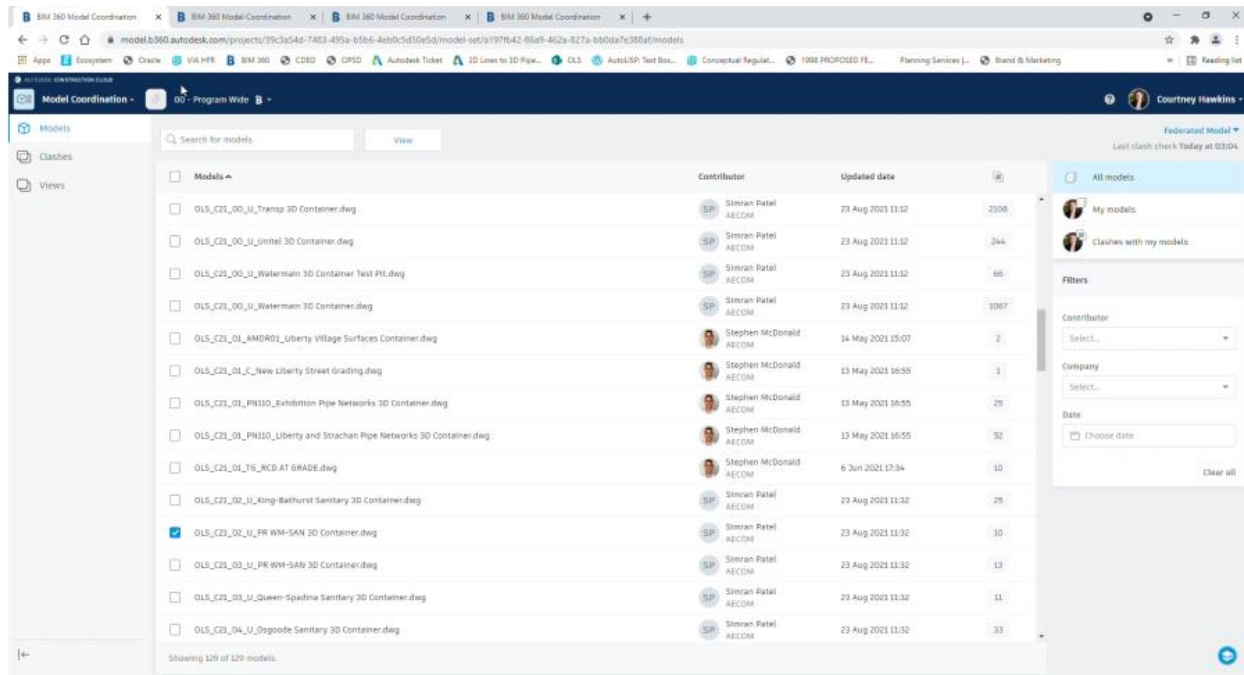 BIM 360 Model Coordination
BIM 360 Model Coordination
BIM 360 Model Coordination
BIM 360 Model Coordination
model.b360.autodesk.com/projects/39c3a54d-7483-495a-b5b6-4eb0c5d50e5d/model-set/a197fb42-86a9-462a-827a-bb0da7e388af/models
Apps Ecosystem Oracle VIA HPR BIM 360 CDED OPSD Autodesk Ticket 2D Lines to 3D Pipe... OLS AutoLISP: Text Box... Conceptual Regulat... 1998 PROPOSED FE... Planning Services |... Brand & Marketing » Reading list
AUTODESK CONSTRUCTION CLOUD
Model Coordination 00 - Program Wide B Courtney Hawkins
Models
Clashes
Views
Search for models View
Federated Model
Last clash check Today at 03:04
Models Contributor Updated date
OLS_C21_00_U_Transp 3D Container.dwg SP Simran Patel AECOM 23 Aug 2021 11:12 2108
OLS_C21_00_U_Unitel 3D Container.dwg SP Simran Patel AECOM 23 Aug 2021 11:12 244
OLS_C21_00_U_Watermain 3D Container Test Pit.dwg SP Simran Patel AECOM 23 Aug 2021 11:12 66
OLS_C21_00_U_Watermain 3D Container.dwg SP Simran Patel AECOM 23 Aug 2021 11:12 1067
OLS_C21_01_AMDR01_Liberty Village Surfaces Container.dwg Stephen McDonald AECOM 14 May 2021 15:07 2
OLS_C21_01_C_New Liberty Street Grading.dwg Stephen McDonald AECOM 13 May 2021 16:55 1
OLS_C21_01_PN110_Exhibition Pipe Networks 3D Container.dwg Stephen McDonald AECOM 13 May 2021 16:55 25
OLS_C21_01_PN110_Liberty and Strachan Pipe Networks 3D Container.dwg Stephen McDonald AECOM 13 May 2021 16:55 52
OLS_C21_01_TG_RCD AT GRADE.dwg Stephen McDonald AECOM 6 Jun 2021 17:34 10
OLS_C21_02_U_King-Bathurst Sanitary 3D Container.dwg SP Simran Patel AECOM 23 Aug 2021 11:32 25
OLS_C21_02_U_PR WM-SAN 3D Container.dwg SP Simran Patel AECOM 23 Aug 2021 11:32 10
OLS_C21_03_U_PR WM-SAN 3D Container.dwg SP Simran Patel AECOM 23 Aug 2021 11:32 13
OLS_C21_03_U_Queen-Spadina Sanitary 3D Container.dwg SP Simran Patel AECOM 23 Aug 2021 11:32 11
OLS_C21_04_U_Osgoode Sanitary 3D Container.dwg SP Simran Patel AECOM 23 Aug 2021 11:32 33
Showing 129 of 129 models.
All models
My models
Clashes with my models
Filters
Contributor
Select...
Company
Select...
Date
Choose date
Clear all